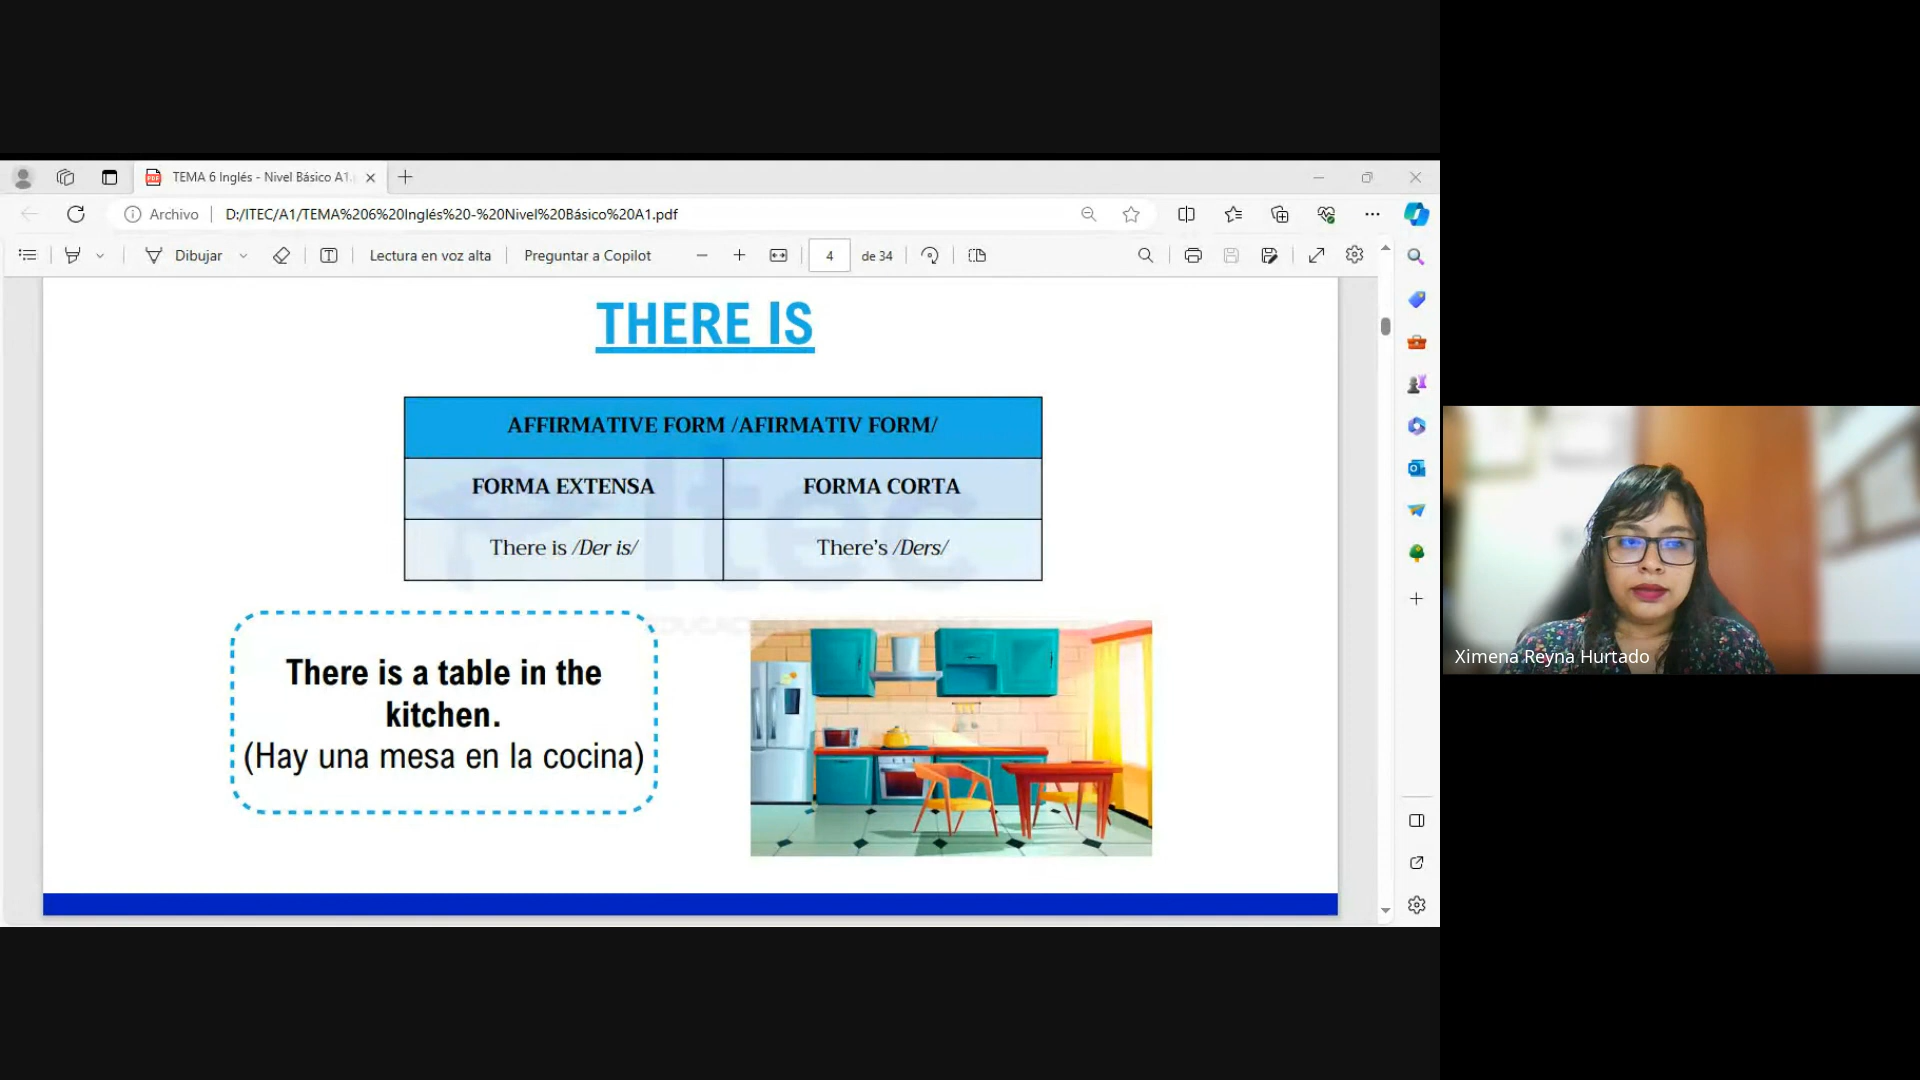 TEMA 6 Inglés - Nivel Básico A1.
Archivo
D:/ITEC/A1/TEMA%206%20Inglés%20-%20Nivel%20Básico%20A1.pdf
Dibujar
Lectura en voz alta
Preguntar a Copilot
4
de 34
THERE IS
AFFIRMATIVE FORM /AFIRMATIV FORM/
FORMA EXTENSA
FORMA CORTA
There is /Der is/
There's /Ders/
There is a table in the
kitchen.
(Hay una mesa en la cocina)
Itec
Ximena Reyna Hurtado